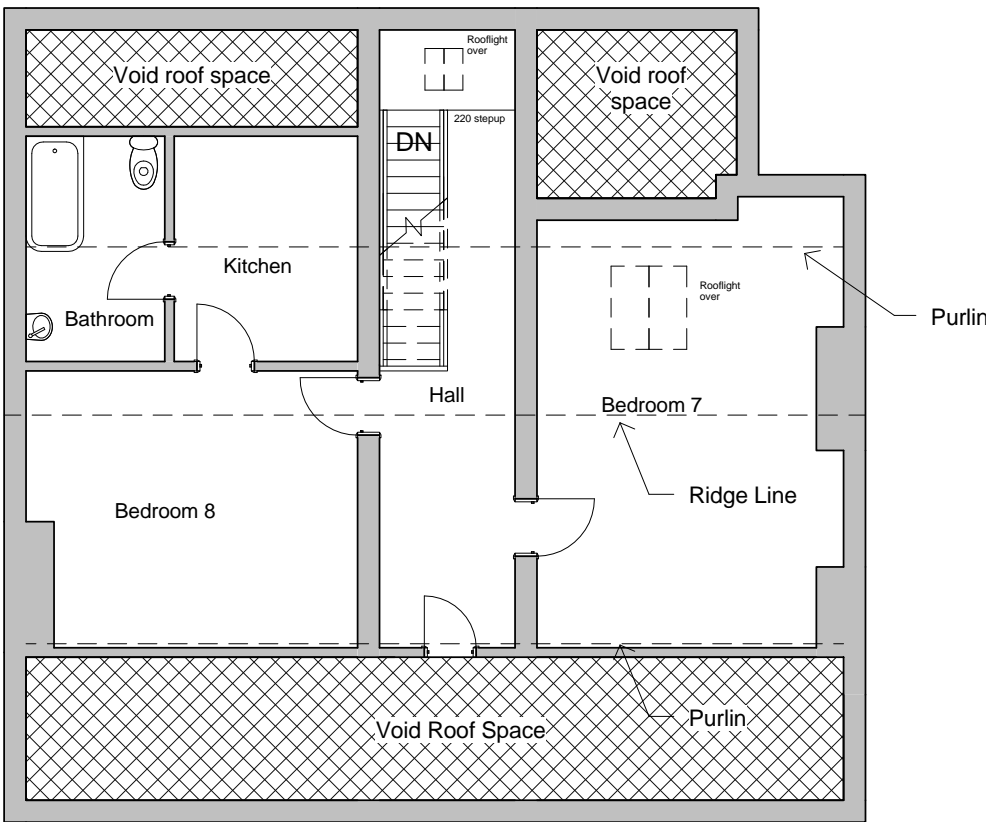 Rooflight
over
Void roof space
Void roof
space
220 stepup
DN
Kitchen
Rooflight
over
Bathroom
Purlin
Hall
Bedroom 7
Ridge Line
Bedroom 8
Purlin
Void Roof Space